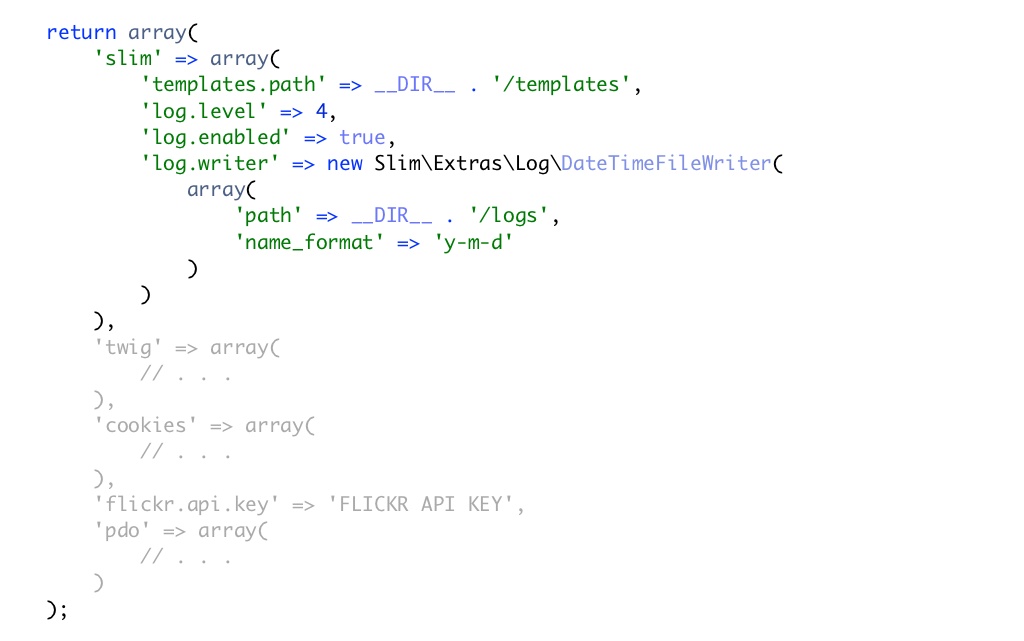 return array(
    'slim' => array(
        'templates.path' => __DIR__ . '/templates',
        'log.level' => 4,
        'log.enabled' => true,
        'log.writer' => new Slim\Extras\Log\DateTimeFileWriter(
            array(
                'path' => __DIR__ . '/logs',
                'name_format' => 'y-m-d'
            )
        )
    ),
    'twig' => array(
        // . . .
    ),
    'cookies' => array(
        // . . .
    ),
    'flickr.api.key' => 'FLICKR API KEY',
    'pdo' => array(
        // . . .
    )
);